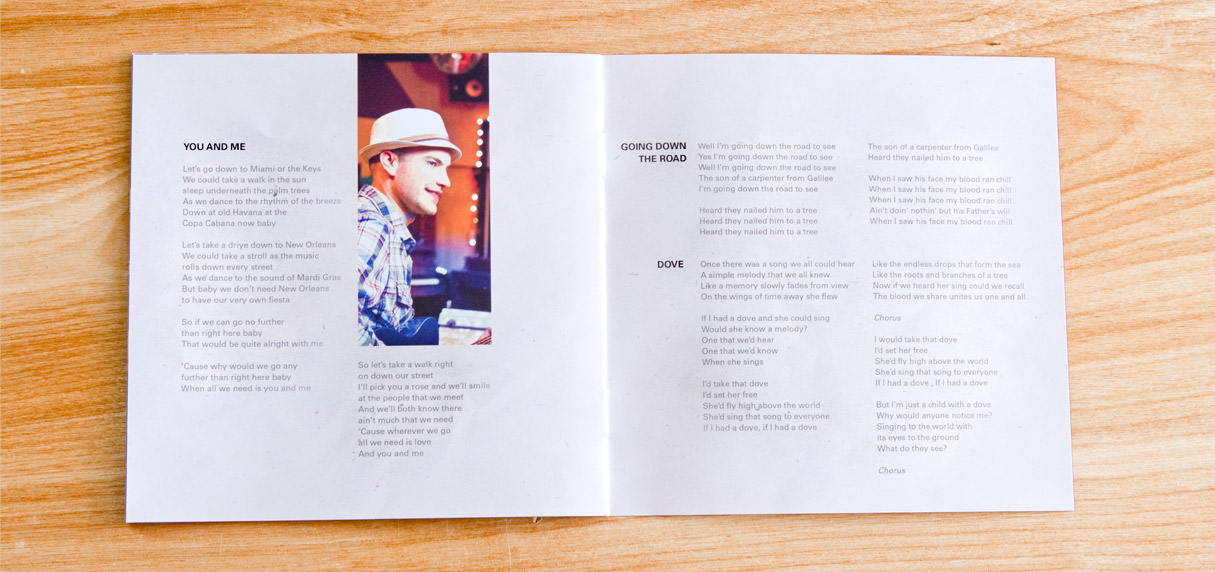 YOU AND ME
Let's go down to Miami or the Keys
We could take a walk in the sun
sleep underneath the palm trees
As we dance to the rhythm of the breeze
Down at old Havana at the
Copa Cabana now baby
Let's take a drive down to New Orleans
We could take a stroll as the music
rolls down every street
As we dance to the sound of Mardi Gras
But baby we don't need New Orleans
to have our very own fiesta
So if we can go no further
than right here baby
That would be quite alright with me
'Cause why would we go any
further than right here baby
When all we need is you and me
So let's take a walk right
on down our street
I'll pick you a rose and we'll smile
at the people that we meet
And we'll both know there
ain't much that we need
'Cause wherever we go
all we need is love
And you and me
GOING DOWN
THE ROAD
Well I'm going down the road to see
Yes I'm going down the road to see
Well I'm going down the road to see
The son of a carpenter from Galilee
I'm going down the road to see
Heard they nailed him to a tree
Heard they nailed him to a tree
Heard they nailed him to a tree
The son of a carpenter from Galilee
Heard they nailed him to a tree
When I saw his face my blood ran chill
When I saw his face my blood ran chill
When I saw his face my blood ran chill
Ain't doin' nothin' but his Father's will
When I saw his face my blood ran chill
DOVE
Once there was a song we all could hear
A simple melody that we all knew
Like a memory slowly fades from view
On the wings of time away she flew
If I had a dove and she could sing
Would she know a melody?
One that we'd hear
One that we'd know
When she sings
I'd take that dove
I'd set her free
She'd fly high above the world
She'd sing that song to everyone
If I had a dove, if I had a dove
Like the endless drops that form the sea
Like the roots and branches of a tree
Now if we heard her sing could we recall
The blood we share unites us one and all
Chorus
I would take that dove
I'd set her free
She'd fly high above the world
She'd sing that song to everyone
If I had a dove , If I had a dove
But I'm just a child with a dove
Why would anyone notice me?
Singing to the world with
its eyes to the ground
What do they see?
Chorus